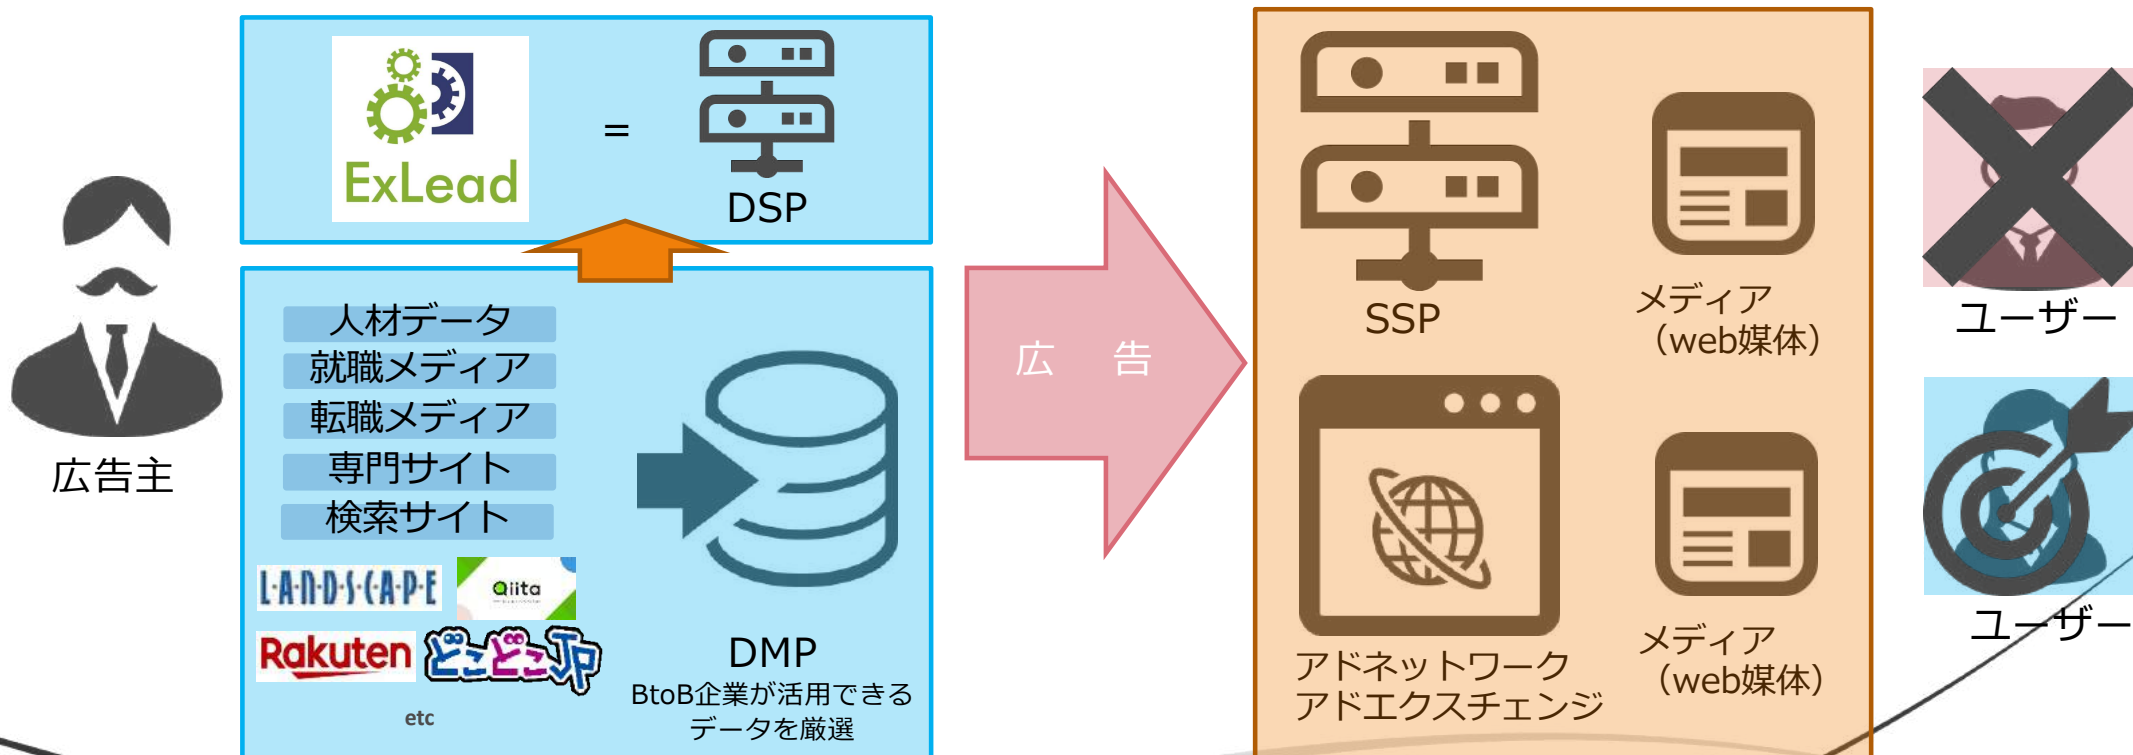 広告主
ExLead
=
DSP
人材データ
就職メディア
転職メディア
専門サイト
検索サイト
L·A·N·D·S·C·A·P·E
Qiita
Rakuten
どこどこJP
etc
DMP
BtoB企業が活用できる
データを厳選
広 告
SSP
メディア
（web媒体）
アドネットワーク
アドエクスチェンジ
メディア
（web媒体）
ユーザー
ユーザー